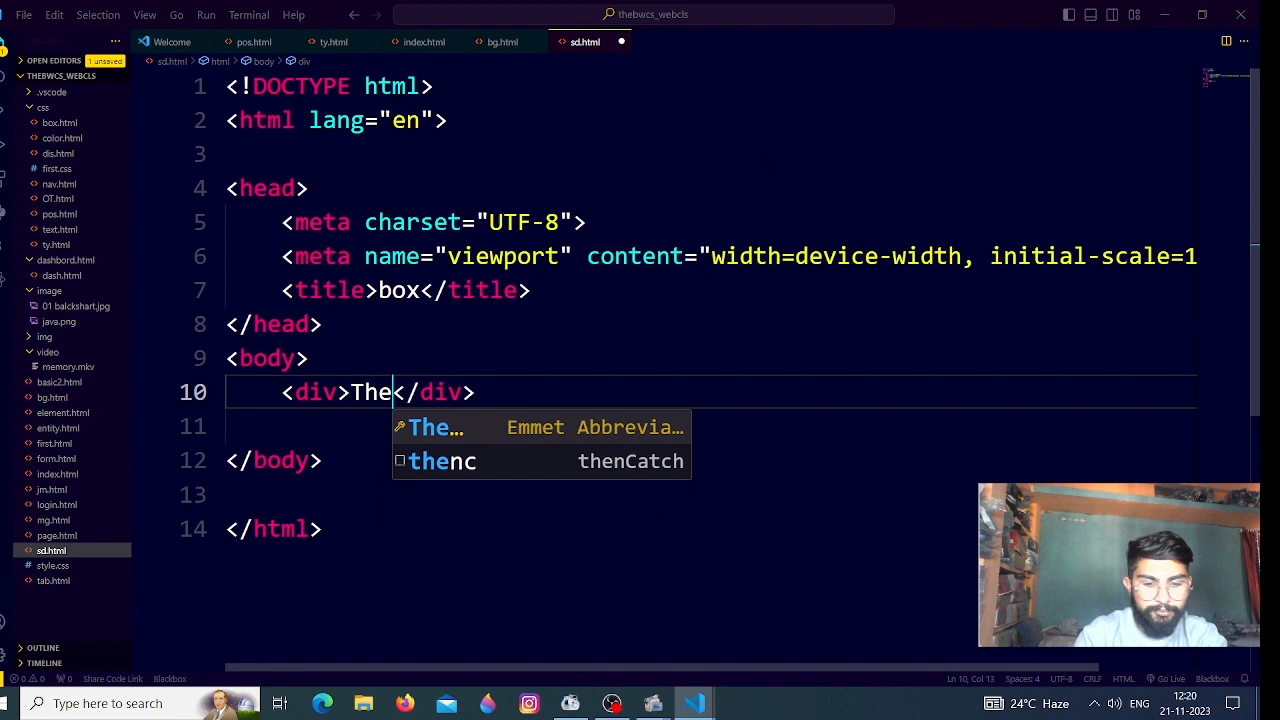 File Edit Selection View Go Run Terminal Help
thebwcs_webcls
Welcome pos.html ty.html index.html bg.html sd.html
OPEN EDITORS 1 unsaved
sd.html > html > body > div
THEBWCS_WEBCLS
.vscode
css
box.html
color.html
dis.html
first.css
nav.html
OT.html
pos.html
text.html
ty.html
dashbord.html
dash.html
image
01 balckshart.jpg
java.png
img
video
memory.mkv
basic2.html
bg.html
element.html
entity.html
first.html
form.html
index.html
jm.html
login.html
mg.html
page.html
sd.html
style.css
tab.html
OUTLINE
TIMELINE
1 <!DOCTYPE html>
2 <html lang="en">
3
4 <head>
5 <meta charset="UTF-8">
6 <meta name="viewport" content="width=device-width, initial-scale=1
7 <title>box</title>
8 </head>
9 <body>
10 <div>The</div>
11
12 </body>
13
14 </html>
The… Emmet Abbrevia…
thenc thenCatch
0 0 0 Share Code Link Blackbox Ln 10, Col 13 Spaces: 4 UTF-8 CRLF HTML Go Live Blackbox
Type here to search 24°C Haze ENG 12:20 21-11-2023